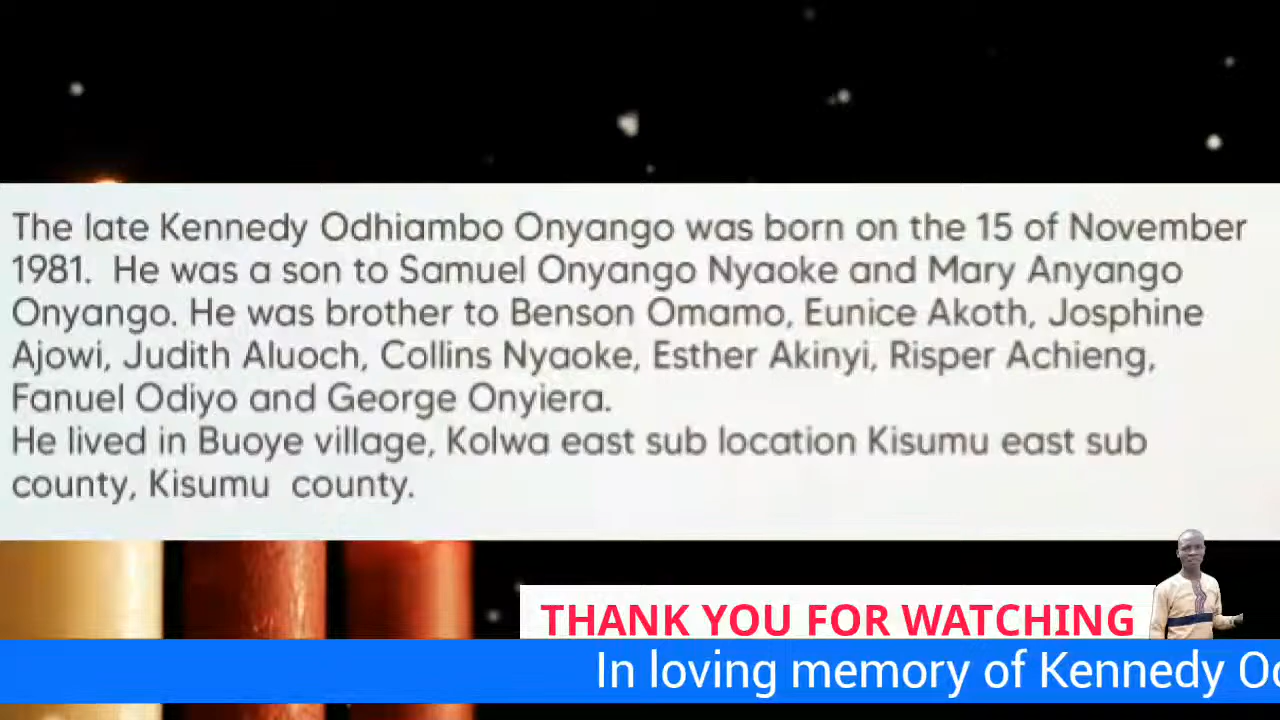 The late Kennedy Odhiambo Onyango was born on the 15 of November
1981.  He was a son to Samuel Onyango Nyaoke and Mary Anyango
Onyango. He was brother to Benson Omamo, Eunice Akoth, Josphine
Ajowi, Judith Aluoch, Collins Nyaoke, Esther Akinyi, Risper Achieng,
Fanuel Odiyo and George Onyiera.
He lived in Buoye village, Kolwa east sub location Kisumu east sub
county, Kisumu  county.
THANK YOU FOR WATCHING
In loving memory of Kennedy